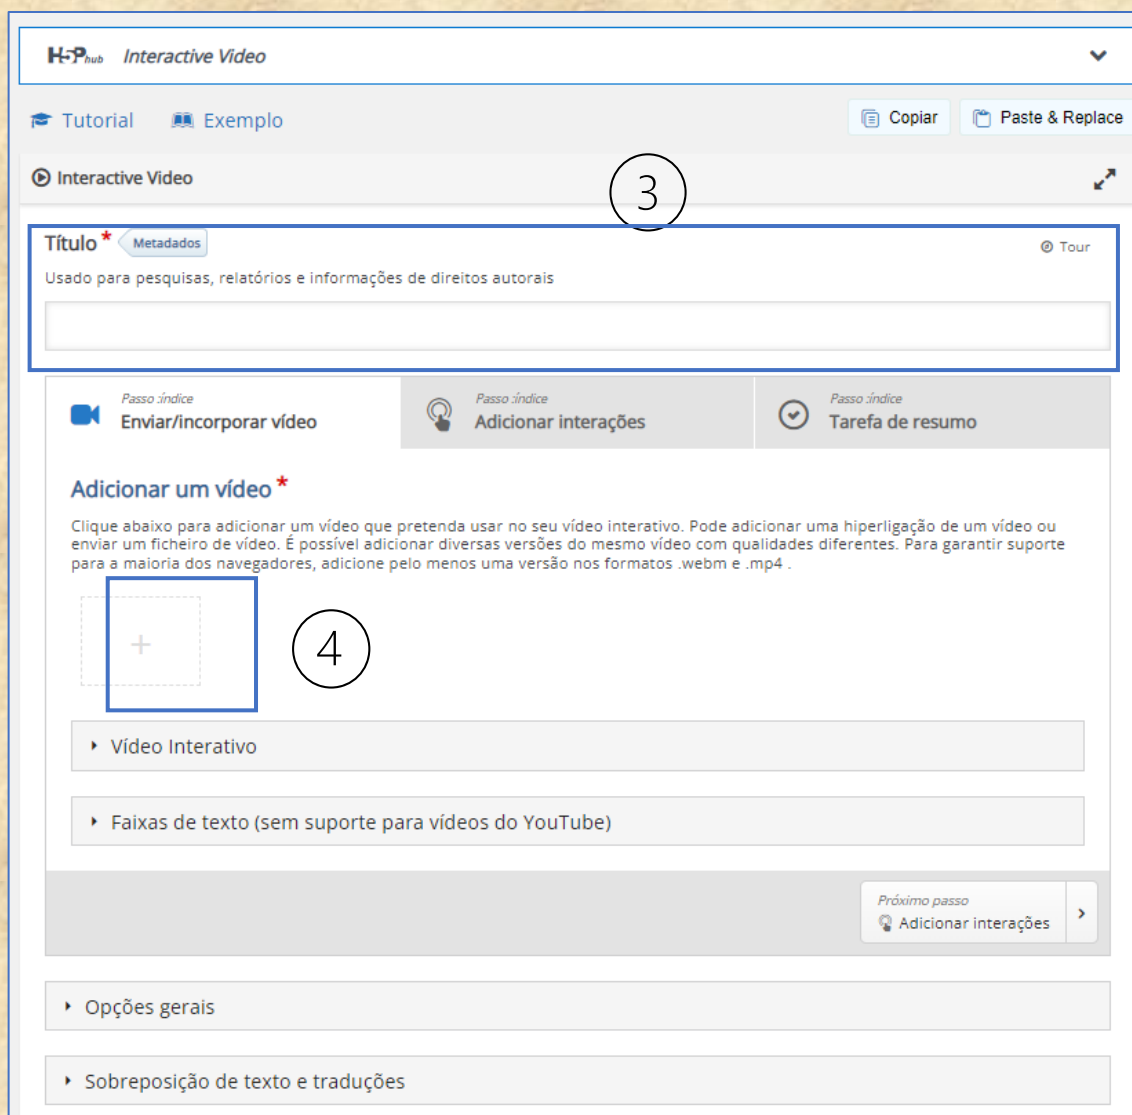 H5Phub Interactive Video
Tutorial Exemplo Copiar Paste & Replace
Interactive Video
3
Título * Metadados Tour
Usado para pesquisas, relatórios e informações de direitos autorais
Passo :índice
Enviar/incorporar vídeo
Passo :índice
Adicionar interações
Passo :índice
Tarefa de resumo
Adicionar um vídeo *
Clique abaixo para adicionar um vídeo que pretenda usar no seu vídeo interativo. Pode adicionar uma hiperligação de um vídeo ou
enviar um ficheiro de vídeo. É possível adicionar diversas versões do mesmo vídeo com qualidades diferentes. Para garantir suporte
para a maioria dos navegadores, adicione pelo menos uma versão nos formatos .webm e .mp4 .
+
4
Vídeo Interativo
Faixas de texto (sem suporte para vídeos do YouTube)
Próximo passo
Adicionar interações
Opções gerais
Sobreposição de texto e traduções